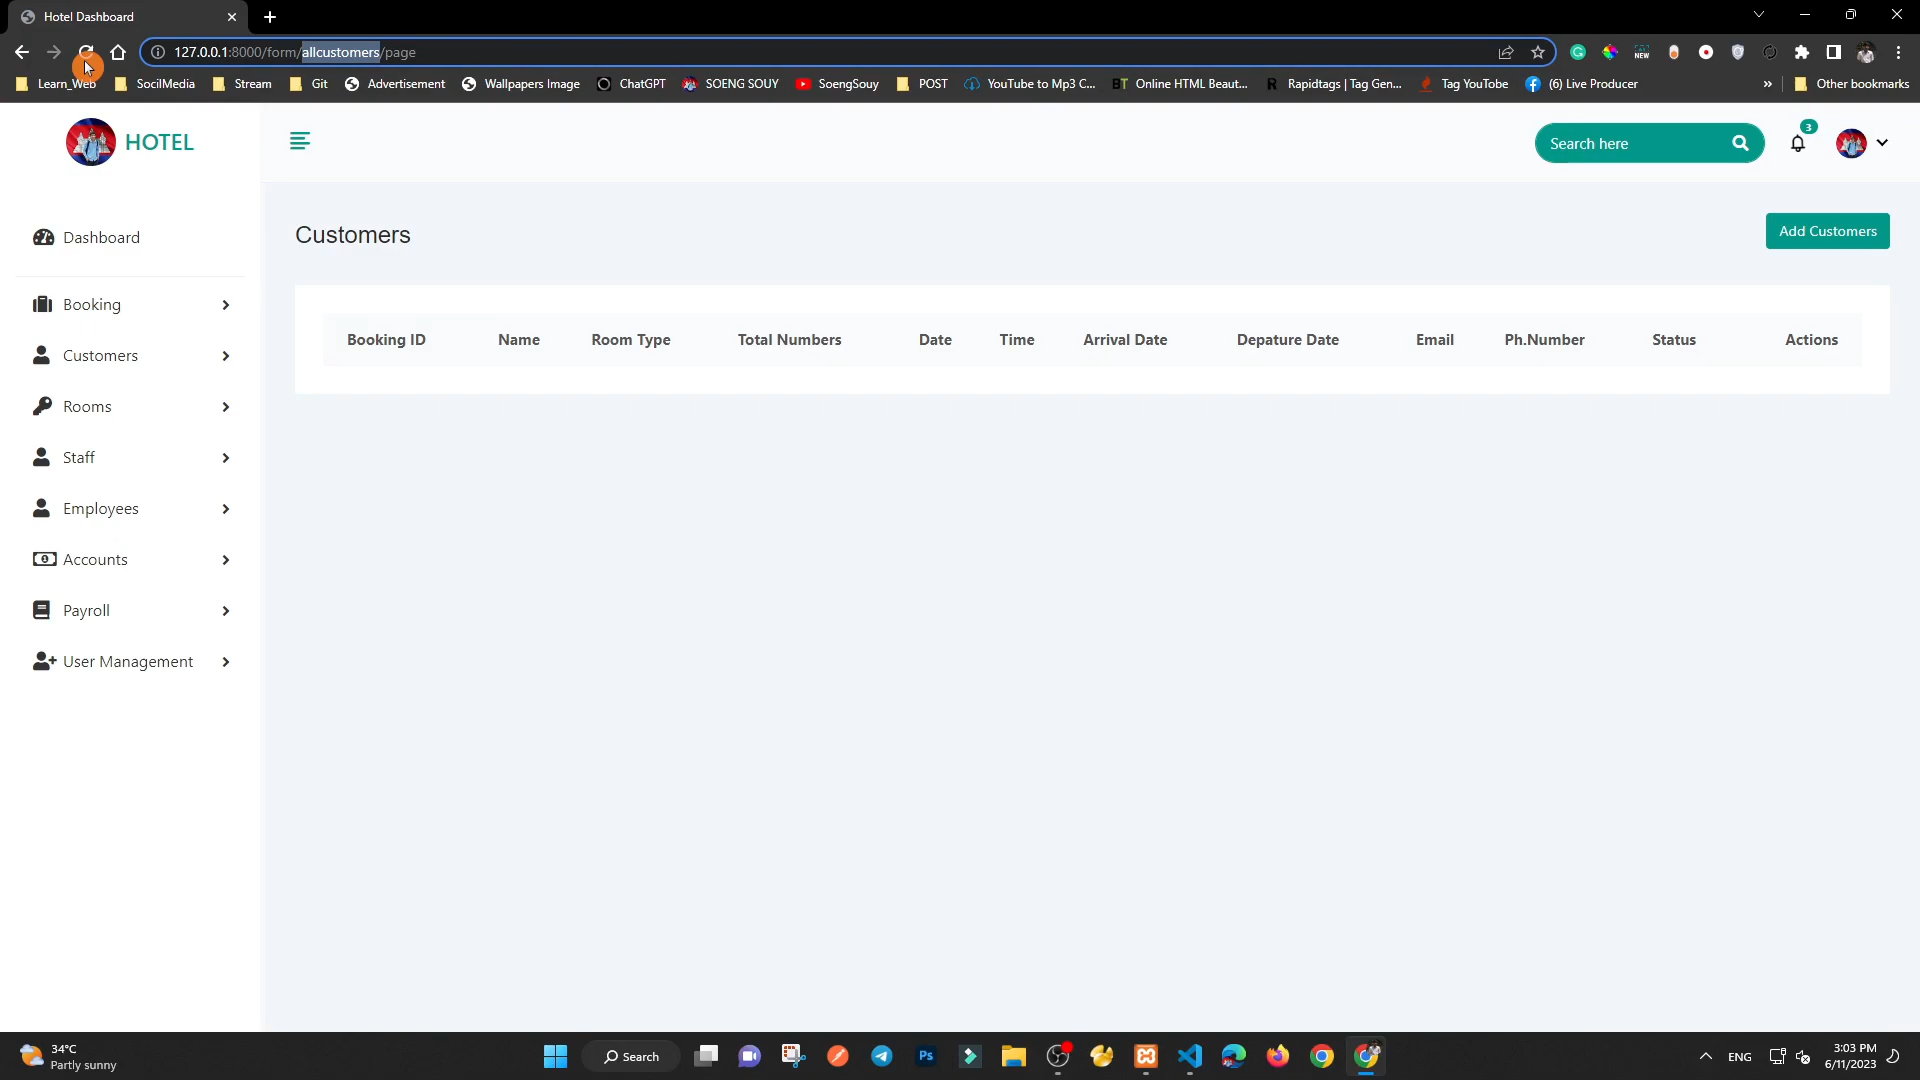 Hotel Dashboard
127.0.0.1:8000/form/allcustomers/page
Learn_Web
SocilMedia
Stream
Git
Advertisement
Wallpapers Image
ChatGPT
SOENG SOUY
SoengSouy
POST
YouTube to Mp3 C...
BT Online HTML Beaut...
R Rapidtags | Tag Gen...
Tag YouTube
(6) Live Producer
»
Other bookmarks
HOTEL
Search here
3
Dashboard
Booking
Customers
Rooms
Staff
Employees
Accounts
Payroll
User Management
Customers
Add Customers
Booking ID Name Room Type Total Numbers Date Time Arrival Date Depature Date Email Ph.Number Status Actions
34°C
Partly sunny
Search
Ps
ENG
3:03 PM
6/11/2023